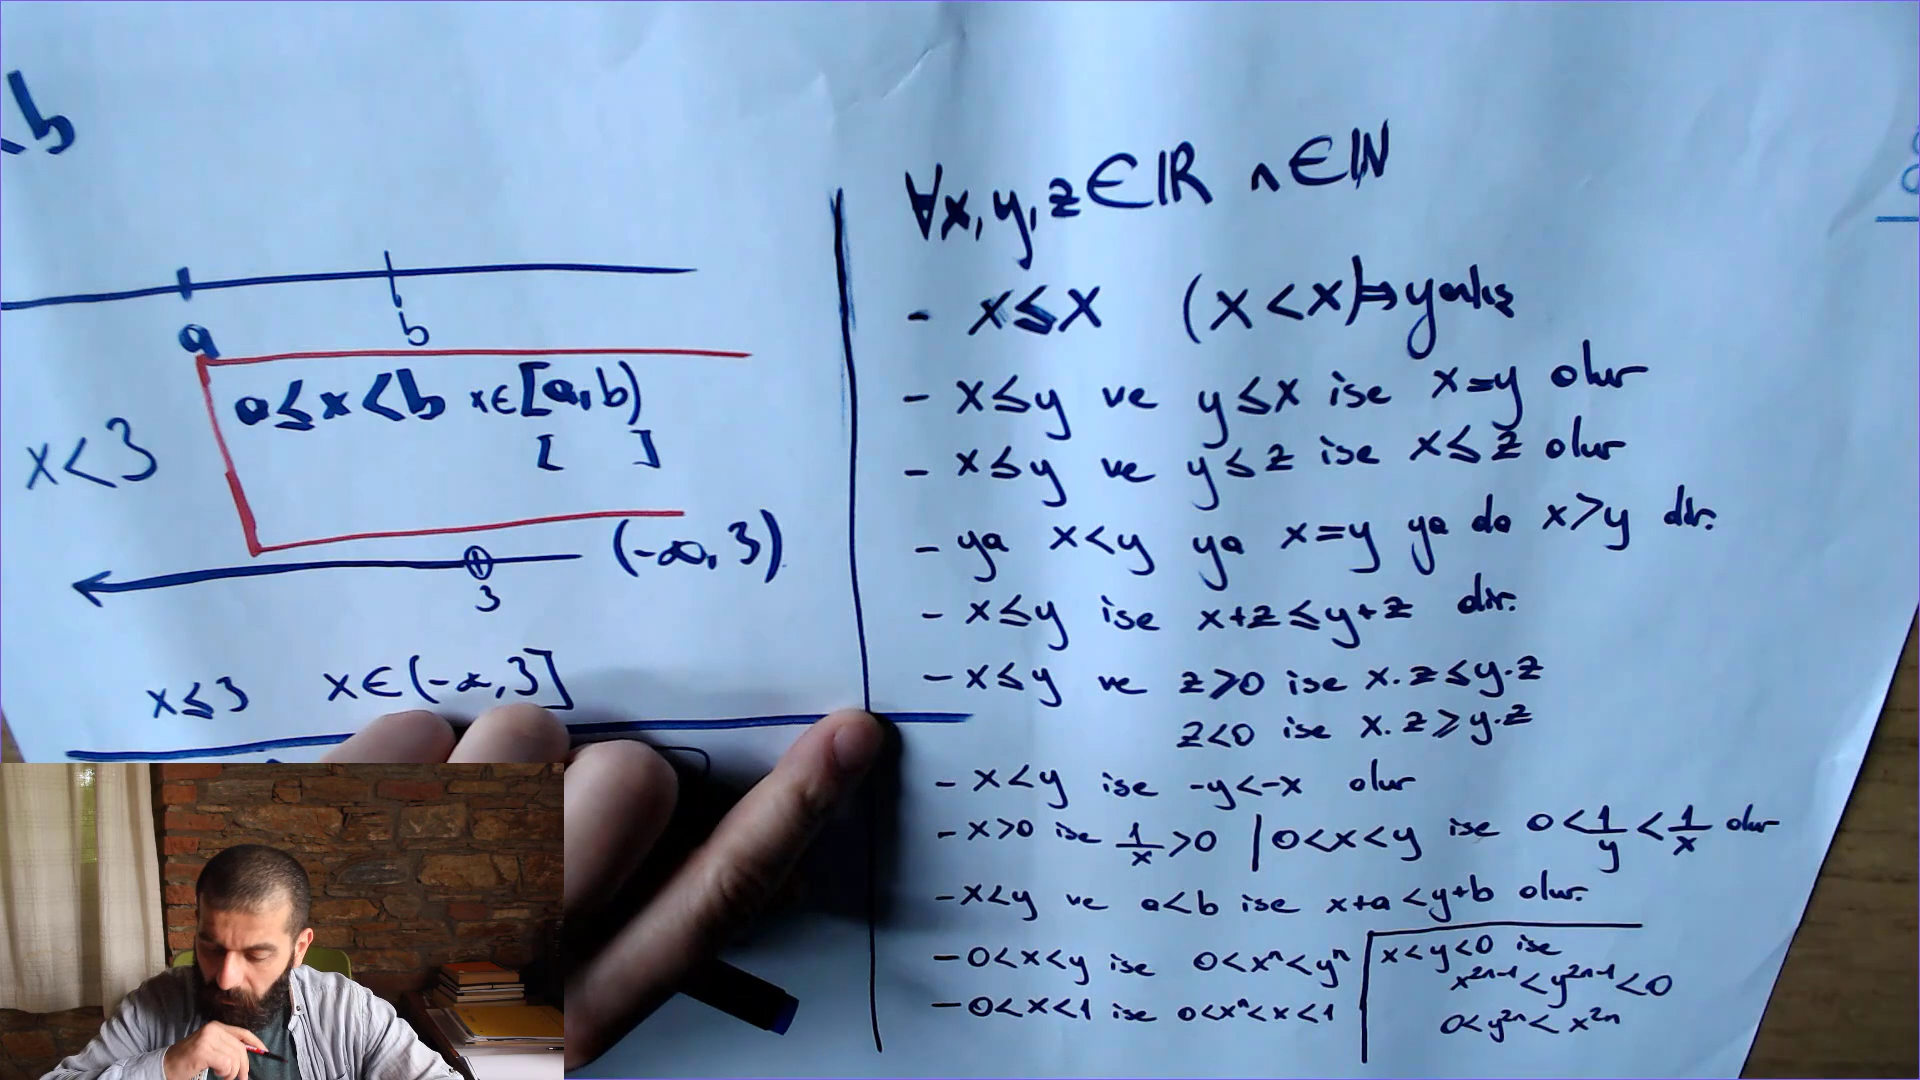 <b
a b
a≤x<b x∈[a,b)
[ ]
x<3
(-∞,3)
3
x≤3 x∈(-∞,3]
∀x,y,z∈ℝ n∈ℕ
- x≤x (x<x)⇒yanlış
- x≤y ve y≤x ise x=y olur
- x≤y ve y≤z ise x≤z olur
- ya x<y ya x=y ya da x>y dir.
- x≤y ise x+z≤y+z dir.
- x≤y ve z>0 ise x.z≤y.z
z<0 ise x.z≥y.z
- x<y ise -y<-x olur
- x>0 ise 1/x>0 | 0<x<y ise 0<1/y<1/x olur
- x<y ve a<b ise x+a<y+b olur.
- 0<x<y ise 0<xⁿ<yⁿ
- 0<x<1 ise 0<xⁿ<x<1
x<y<0 ise
x²ⁿ⁻¹<y²ⁿ⁻¹<0
0<y²ⁿ<x²ⁿ